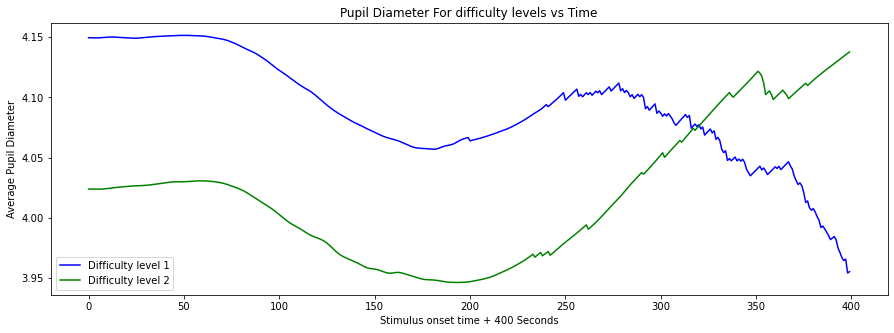 Pupil Diameter For difficulty levels vs Time
Average Pupil Diameter
4.15
4.10
4.05
4.00
3.95
Difficulty level 1
Difficulty level 2
0 50 100 150 200 250 300 350 400
Stimulus onset time + 400 Seconds